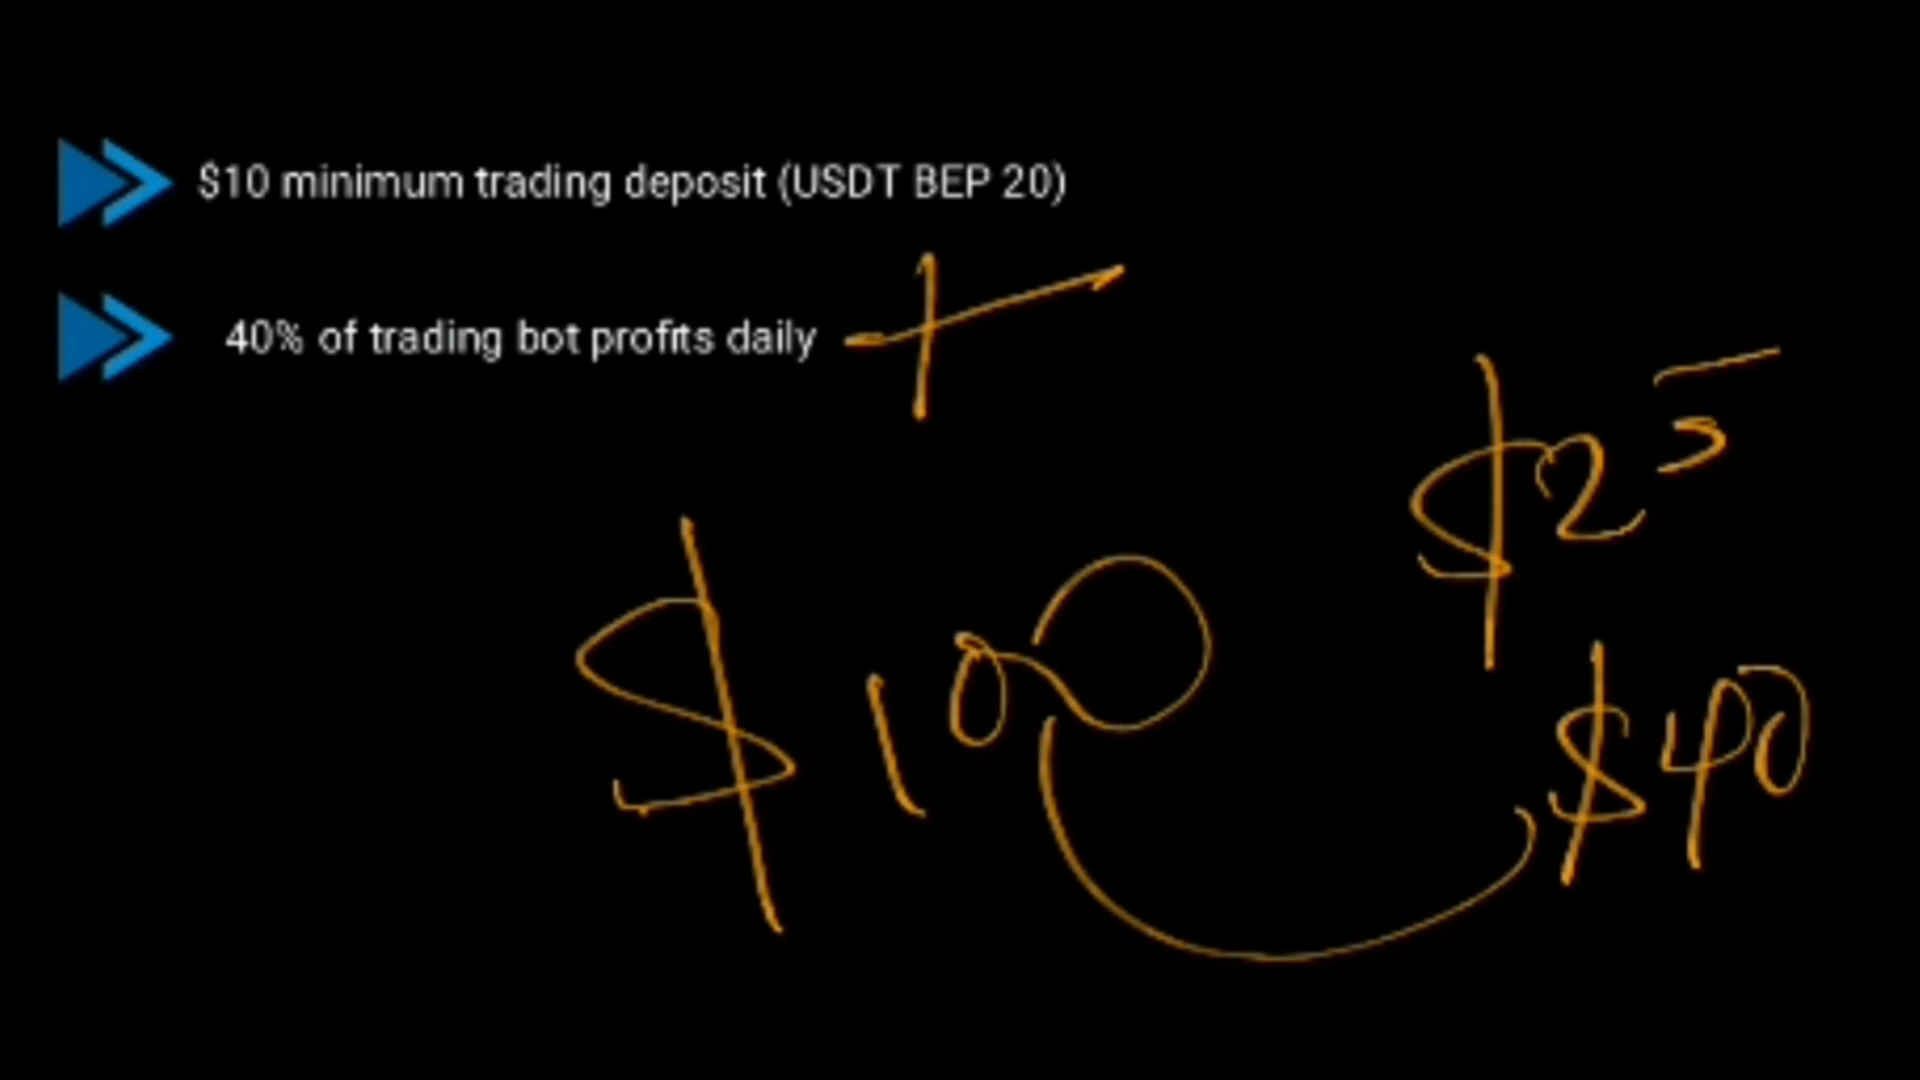 $10 minimum trading deposit (USDT BEP 20)
40% of trading bot profits daily
$25
$100
$40